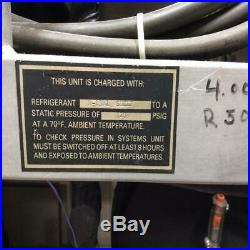 THIS UNIT IS CHARGED WITH:
REFRIGERANT TO A
STATIC PRESSURE OF PSIG
AT A 70°F. AMBIENT TEMPERATURE.
TO CHECK PRESSURE IN SYSTEMS UNIT
MUST BE SWITCHED OFF AT LEAST 8 HOURS
AND EXPOSED TO AMBIENT TEMPERATURES.
4.00
R 50